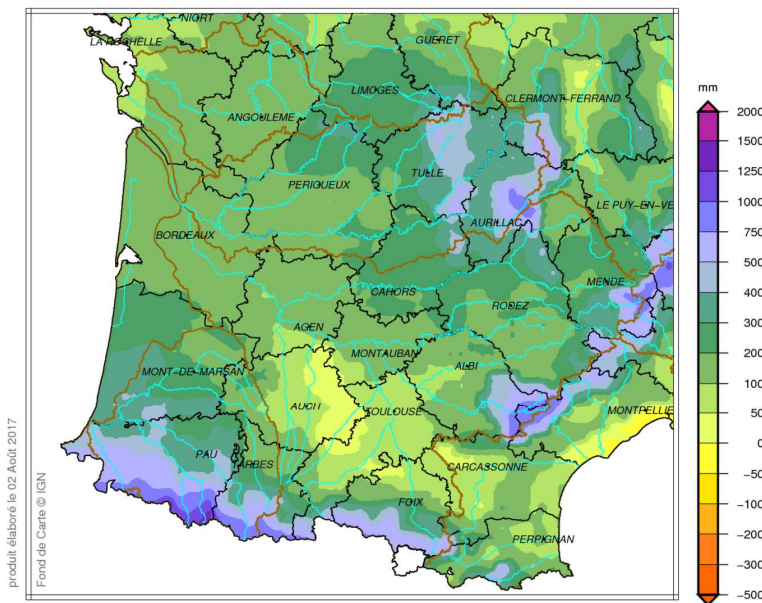 NIORT
LA ROCHELLE
GUERET
LIMOGES
CLERMONT-FERRAND
ANGOULEME
TULLE
PERIGUEUX
LE PUY-EN-VE
AURILLAC
BORDEAUX
MENDE
CAHORS
RODEZ
AGEN
MONTAUBAN
ALBI
MONT-DE-MARSAN
AUCH
TOULOUSE
MONTPELLIE
PAU
TARBES
CARCASSONNE
FOIX
PERPIGNAN
mm
2000
1500
1250
1000
750
500
400
300
200
100
50
0
-50
-100
-200
-300
-500
produit élaboré le 02 Août 2017
Fond de Carte © IGN